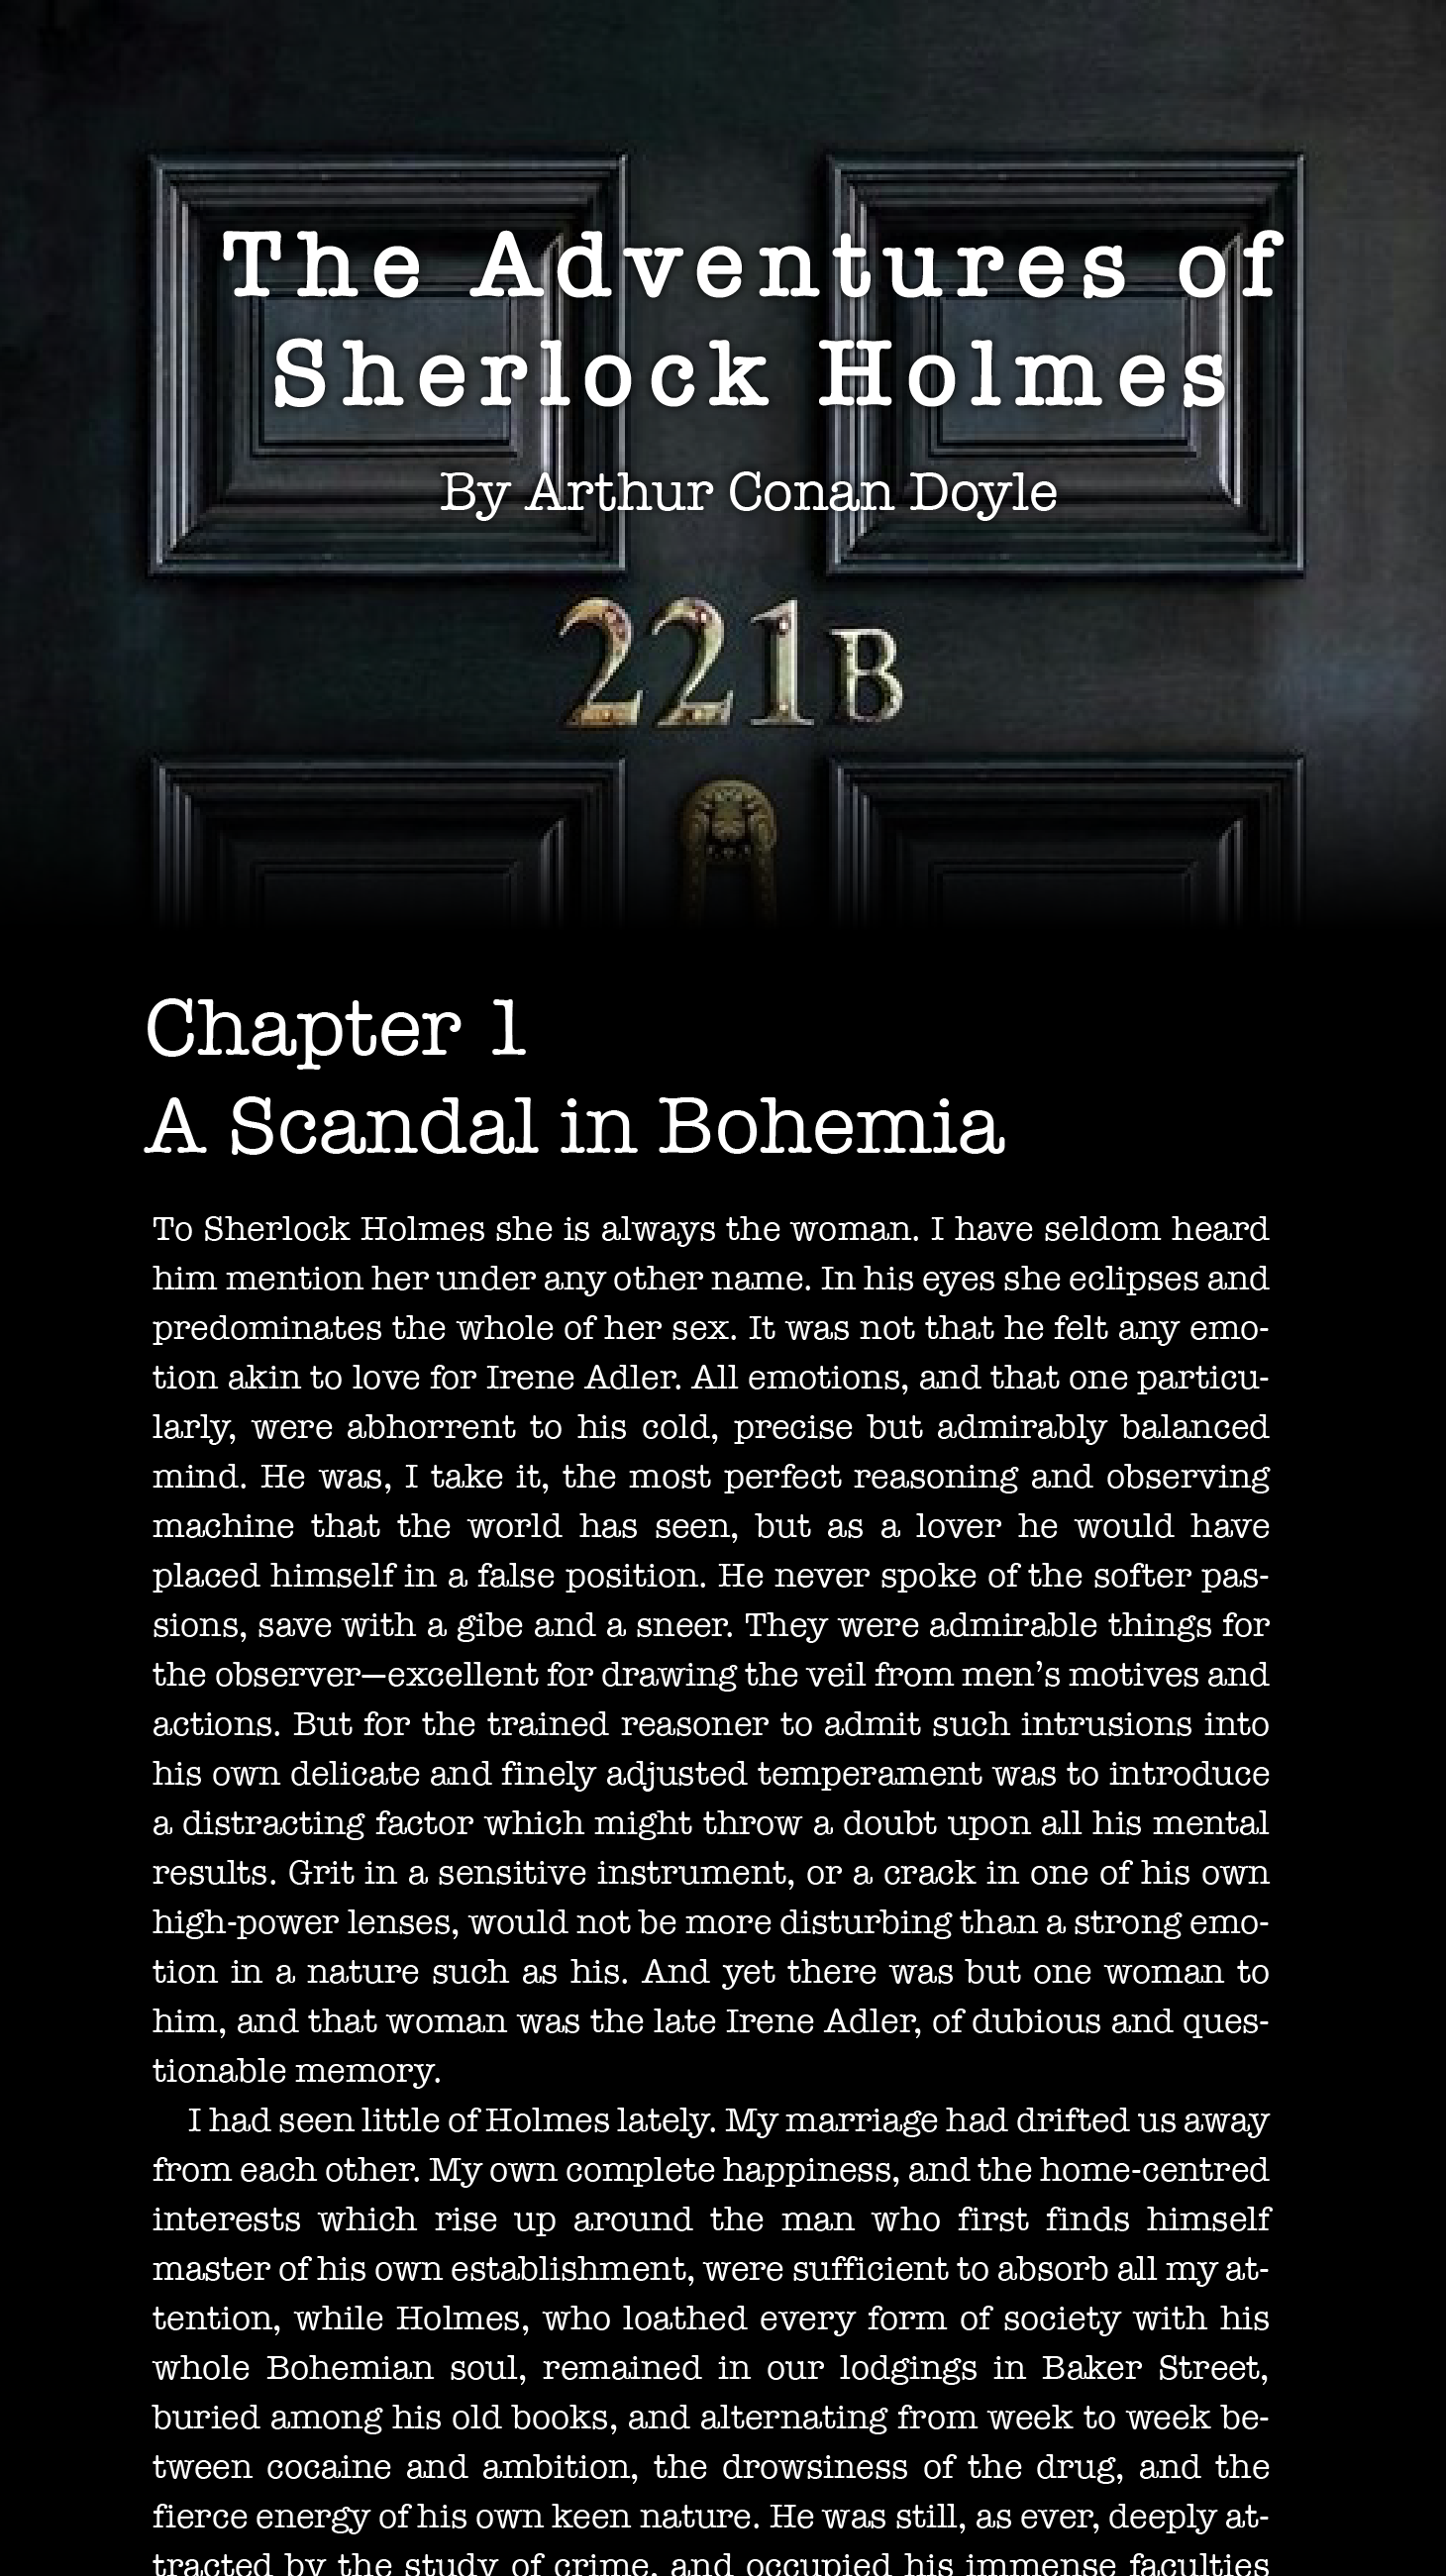 The Adventures of
Sherlock Holmes
By Arthur Conan Doyle
221B
Chapter 1
A Scandal in Bohemia
To Sherlock Holmes she is always the woman. I have seldom heard
him mention her under any other name. In his eyes she eclipses and
predominates the whole of her sex. It was not that he felt any emo-
tion akin to love for Irene Adler. All emotions, and that one particu-
larly, were abhorrent to his cold, precise but admirably balanced
mind. He was, I take it, the most perfect reasoning and observing
machine that the world has seen, but as a lover he would have
placed himself in a false position. He never spoke of the softer pas-
sions, save with a gibe and a sneer. They were admirable things for
the observer—excellent for drawing the veil from men’s motives and
actions. But for the trained reasoner to admit such intrusions into
his own delicate and finely adjusted temperament was to introduce
a distracting factor which might throw a doubt upon all his mental
results. Grit in a sensitive instrument, or a crack in one of his own
high-power lenses, would not be more disturbing than a strong emo-
tion in a nature such as his. And yet there was but one woman to
him, and that woman was the late Irene Adler, of dubious and ques-
tionable memory.
I had seen little of Holmes lately. My marriage had drifted us away
from each other. My own complete happiness, and the home-centred
interests which rise up around the man who first finds himself
master of his own establishment, were sufficient to absorb all my at-
tention, while Holmes, who loathed every form of society with his
whole Bohemian soul, remained in our lodgings in Baker Street,
buried among his old books, and alternating from week to week be-
tween cocaine and ambition, the drowsiness of the drug, and the
fierce energy of his own keen nature. He was still, as ever, deeply at-
tracted by the study of crime, and occupied his immense faculties